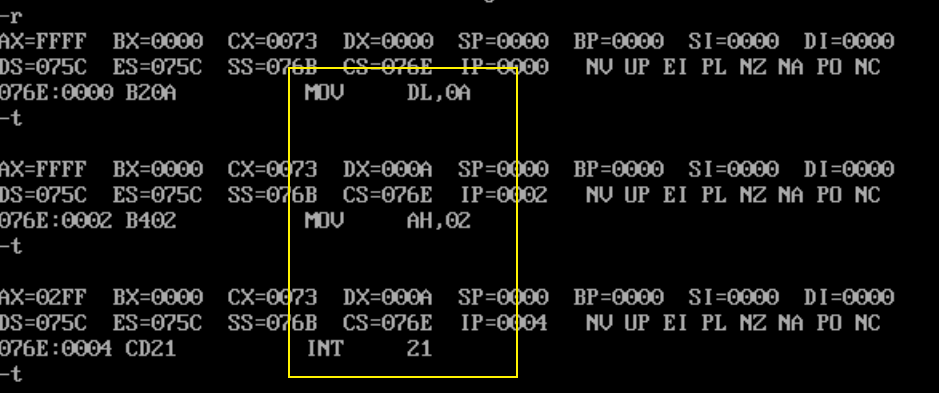 -r
AX=FFFF BX=0000 CX=0073 DX=0000 SP=0000 BP=0000 SI=0000 DI=0000
DS=075C ES=075C SS=076B CS=076E IP=0000 NV UP EI PL NZ NA PO NC
076E:0000 B20A MOV DL,0A
-t
AX=FFFF BX=0000 CX=0073 DX=000A SP=0000 BP=0000 SI=0000 DI=0000
DS=075C ES=075C SS=076B CS=076E IP=0002 NV UP EI PL NZ NA PO NC
076E:0002 B402 MOV AH,02
-t
AX=02FF BX=0000 CX=0073 DX=000A SP=0000 BP=0000 SI=0000 DI=0000
DS=075C ES=075C SS=076B CS=076E IP=0004 NV UP EI PL NZ NA PO NC
076E:0004 CD21 INT 21
-t